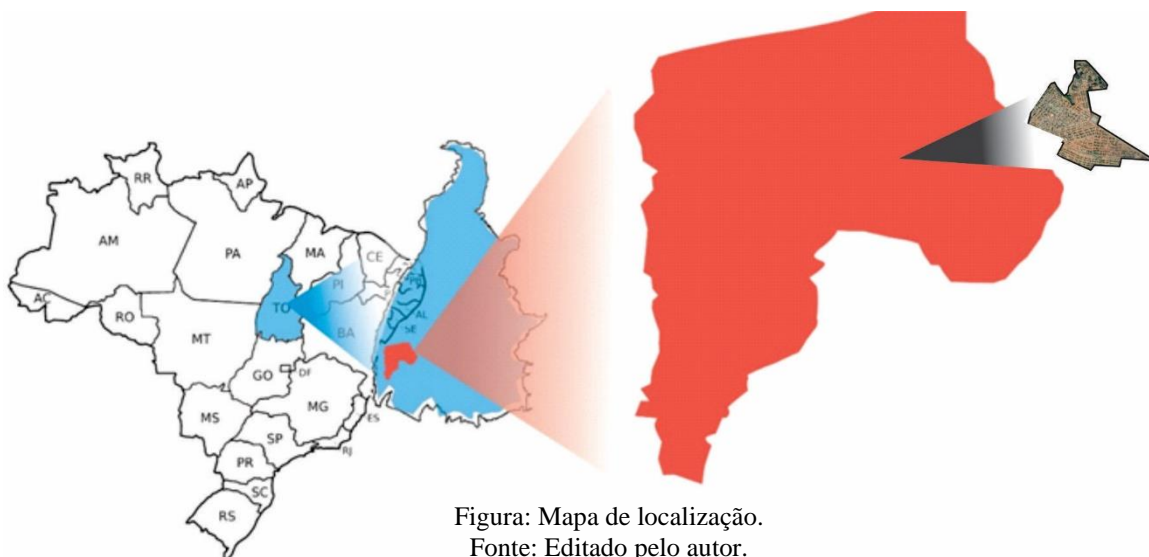 RR
AP
AM
PA
MA
CE
PI
AC
TO
RO
AL
SE
MT
BA
GO
DF
MS
MG
ES
SP
RJ
PR
SC
RS
Figura: Mapa de localização.
Fonte: Editado pelo autor.